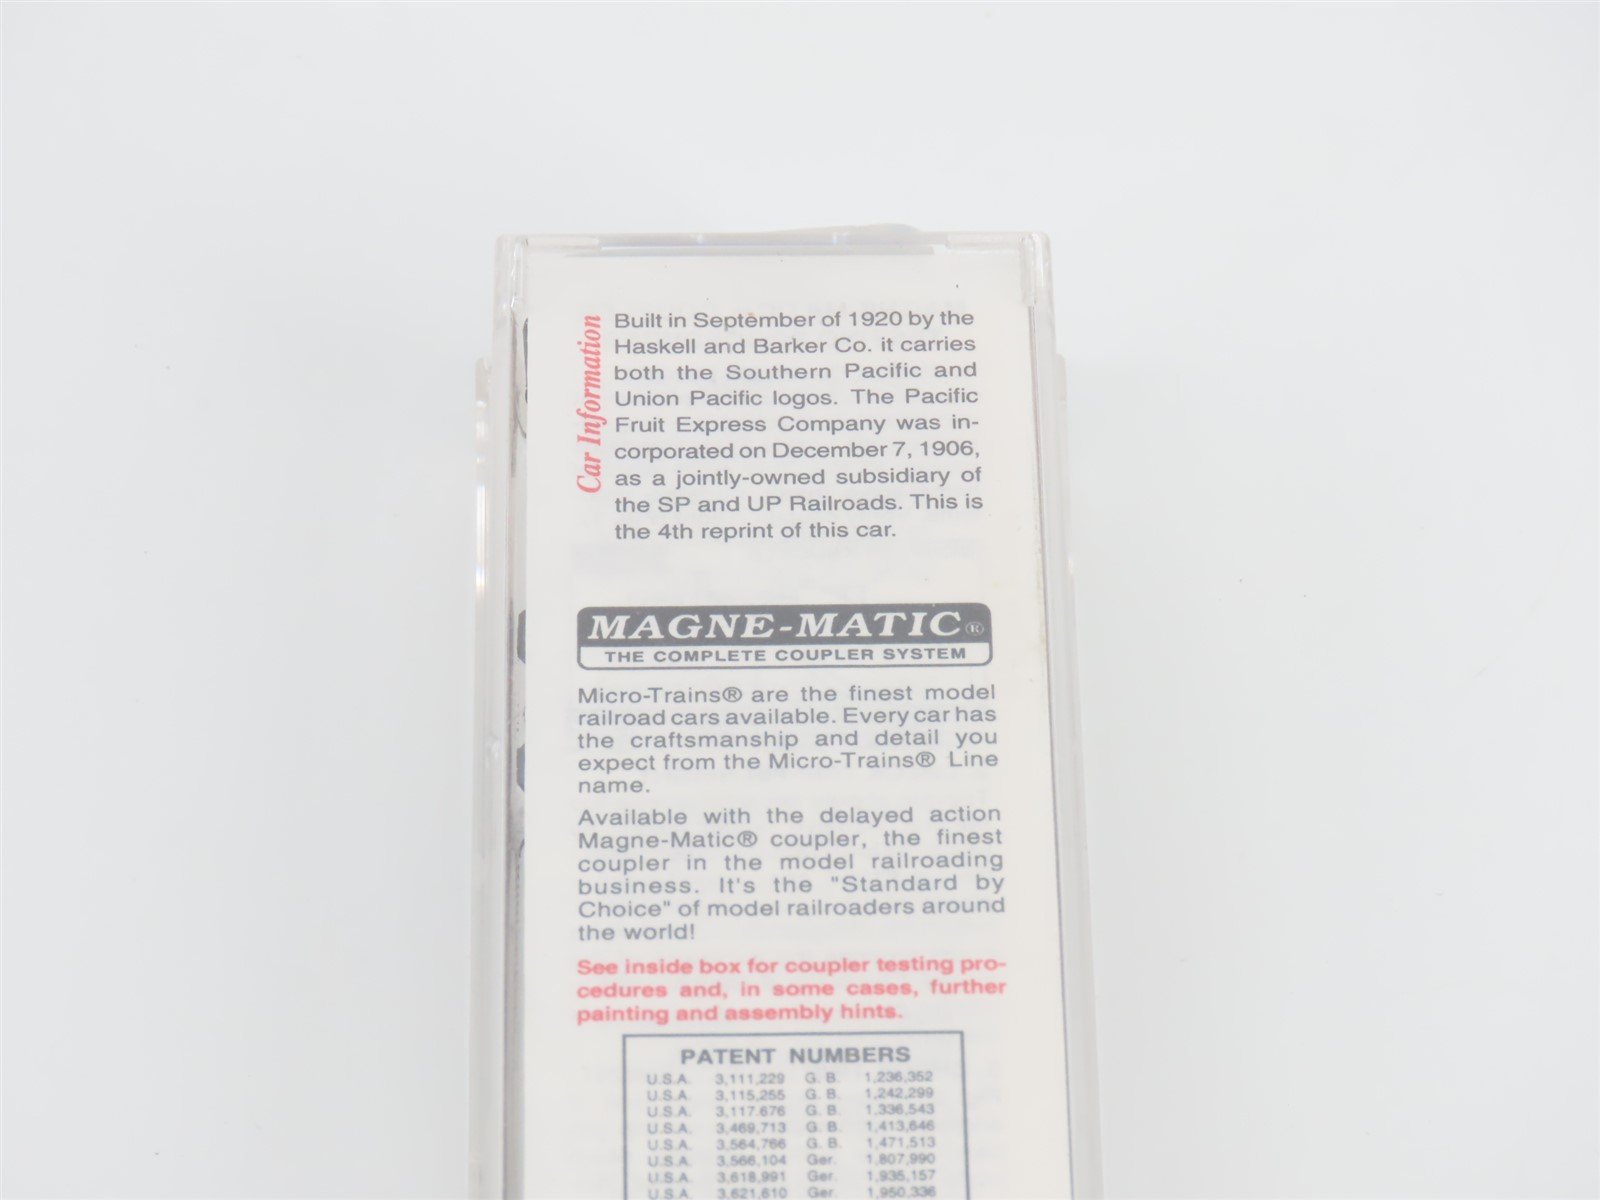 Car Information
Built in September of 1920 by the
Haskell and Barker Co. it carries
both the Southern Pacific and
Union Pacific logos. The Pacific
Fruit Express Company was in-
corporated on December 7, 1906,
as a jointly-owned subsidiary of
the SP and UP Railroads. This is
the 4th reprint of this car.
MAGNE-MATIC®
THE COMPLETE COUPLER SYSTEM
Micro-Trains® are the finest model
railroad cars available. Every car has
the craftsmanship and detail you
expect from the Micro-Trains® Line
name.
Available with the delayed action
Magne-Matic® coupler, the finest
coupler in the model railroading
business. It's the "Standard by
Choice" of model railroaders around
the world!
See inside box for coupler testing pro-
cedures and, in some cases, further
painting and assembly hints.
PATENT NUMBERS
U.S.A. 3,111,229 G. B. 1,236,352
U.S.A. 3,115,255 G. B. 1,242,299
U.S.A. 3,117,676 G. B. 1,336,543
U.S.A. 3,469,713 G. B. 1,413,646
U.S.A. 3,564,766 G. B. 1,471,513
U.S.A. 3,566,104 Ger. 1,807,990
U.S.A. 3,618,991 Ger. 1,935,157
U.S.A. 3,621,610 Ger. 1,950,336